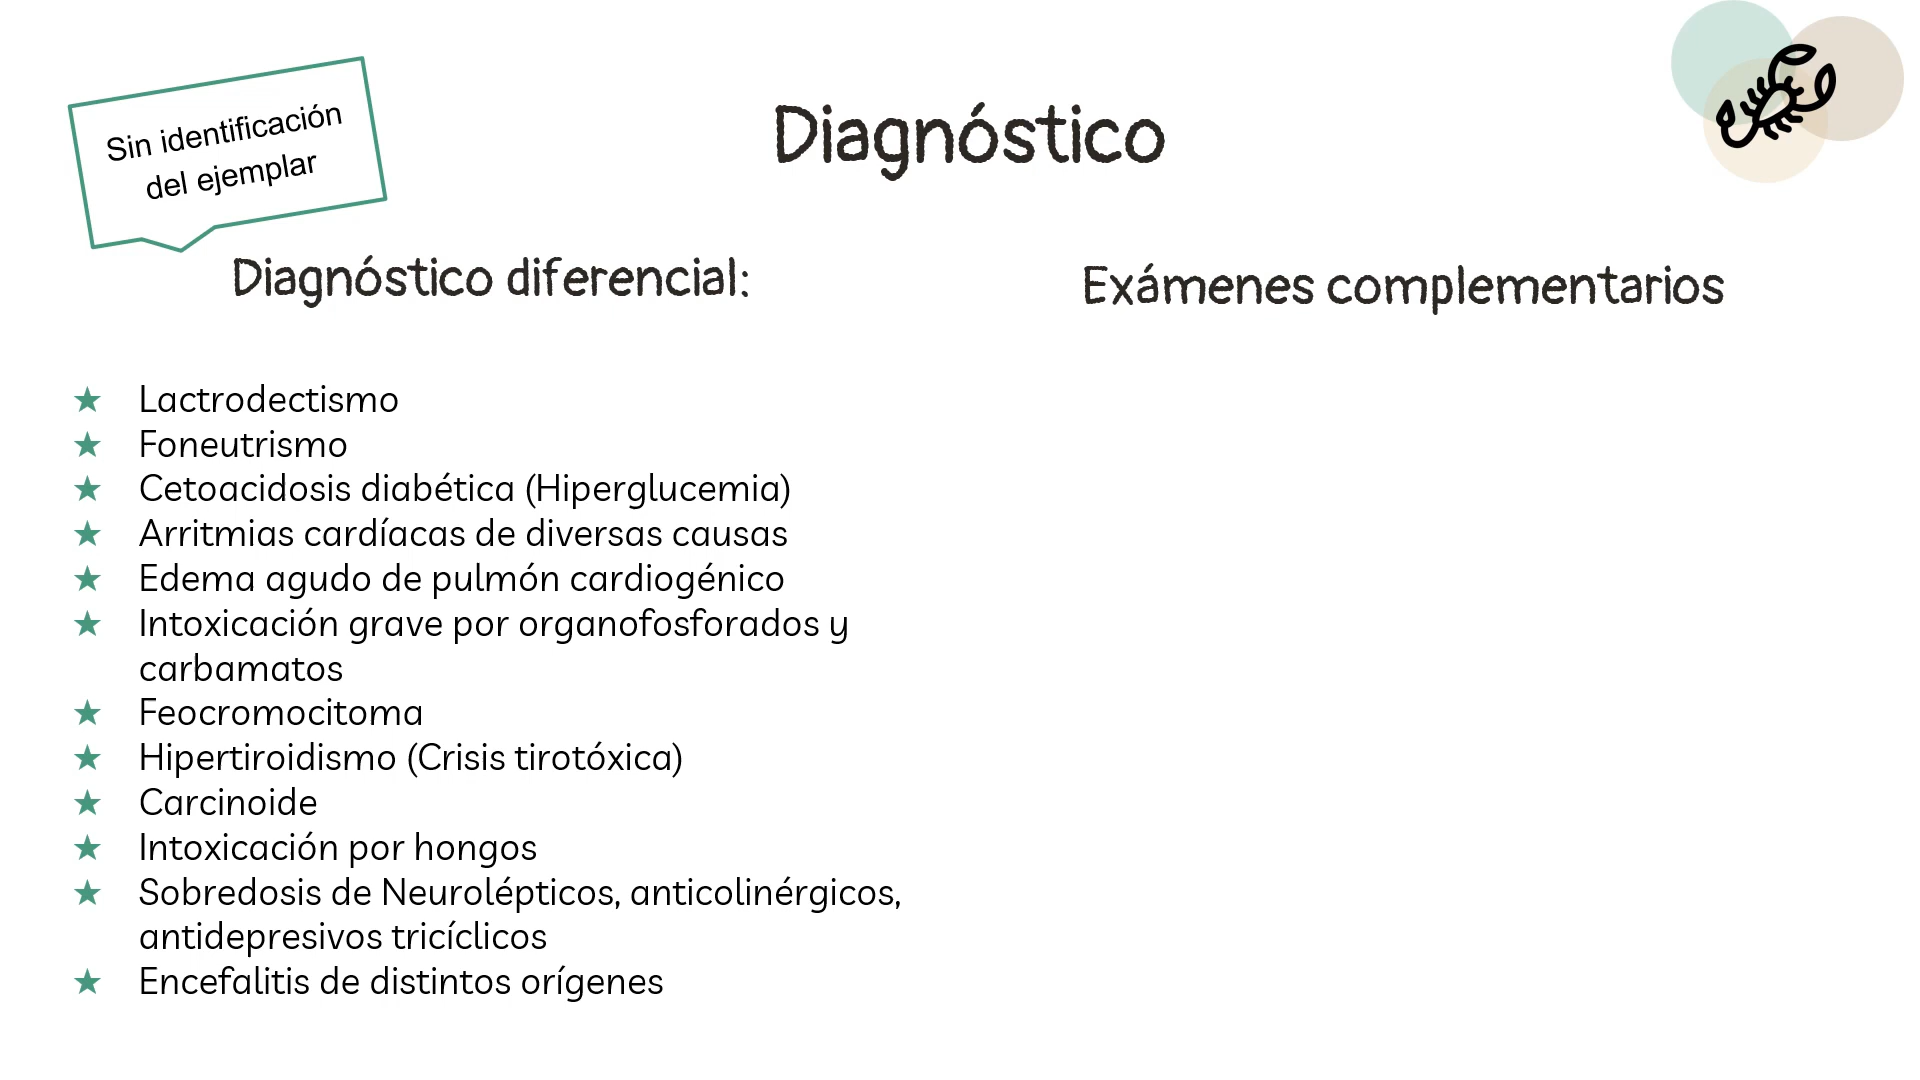 Sin identificación
del ejemplar
Diagnóstico
Diagnóstico diferencial:
★ Lactrodectismo
★ Foneutrismo
★ Cetoacidosis diabética (Hiperglucemia)
★ Arritmias cardíacas de diversas causas
★ Edema agudo de pulmón cardiogénico
★ Intoxicación grave por organofosforados y
carbamatos
★ Feocromocitoma
★ Hipertiroidismo (Crisis tirotóxica)
★ Carcinoide
★ Intoxicación por hongos
★ Sobredosis de Neurolépticos, anticolinérgicos,
antidepresivos tricíclicos
★ Encefalitis de distintos orígenes
Exámenes complementarios